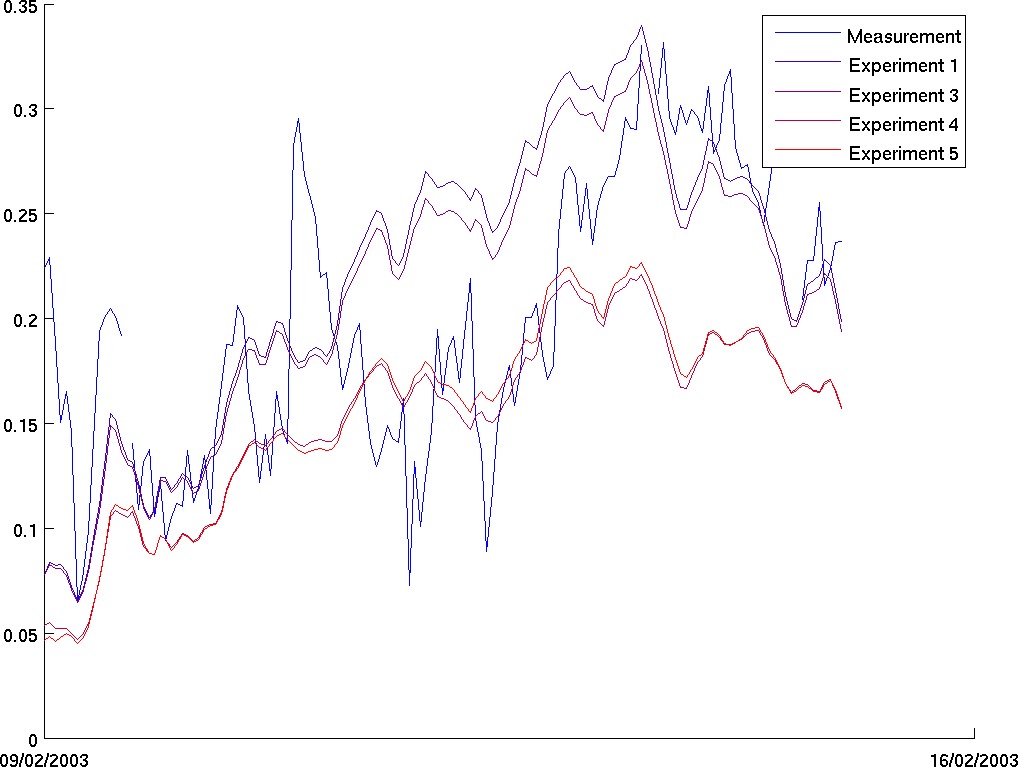 0.35
Measurement
Experiment 1
Experiment 3
Experiment 4
Experiment 5
0.3
0.25
0.2
0.15
0.1
0.05
0
09/02/2003
16/02/2003